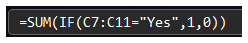 =SUM(IF(C7:C11="Yes",1,0))